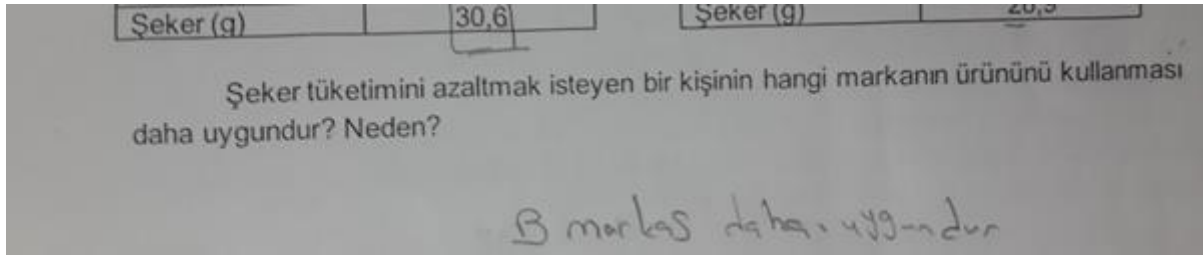 Şeker (g) 30,6 Şeker (g)
Şeker tüketimini azaltmak isteyen bir kişinin hangi markanın ürününü kullanması
daha uygundur? Neden?
B markas daha uygundur